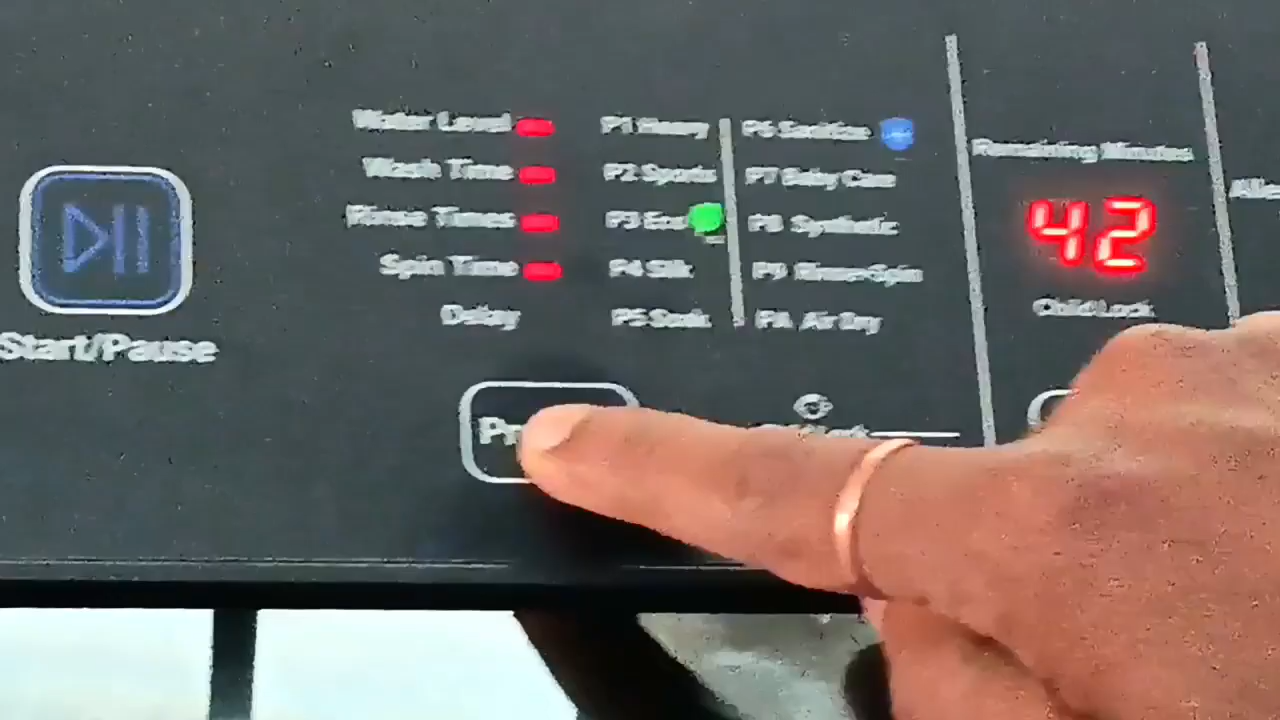 Start/Pause
Water Level
Wash Time
Rinse Times
Spin Time
Delay
P1 Heavy
P2 Sports
P3 Eco
P4 Silk
P5 Soak
P6 Sanitize
P7 Baby Care
P8 Synthetic
P9 Rinse+Spin
PA Air Dry
Remaining Minutes
42
Child Lock